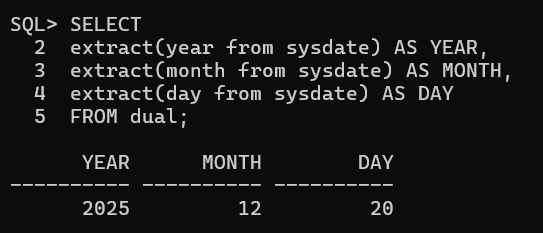 SQL> SELECT
  2  extract(year from sysdate) AS YEAR,
  3  extract(month from sysdate) AS MONTH,
  4  extract(day from sysdate) AS DAY
  5  FROM dual;

      YEAR      MONTH        DAY
---------- ---------- ----------
      2025         12         20